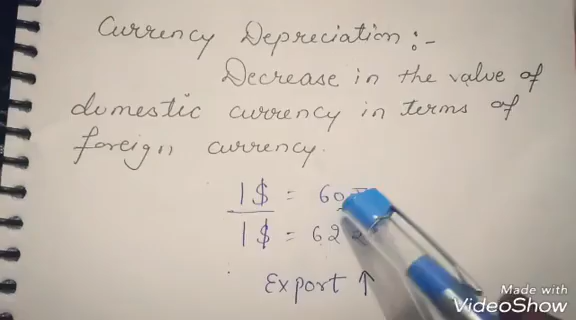 Currency Depreciation :-
Decrease in the value of
domestic currency in terms of
foreign currency.
1$ = 60
1$ = 62
Export ↑
Made with
VideoShow